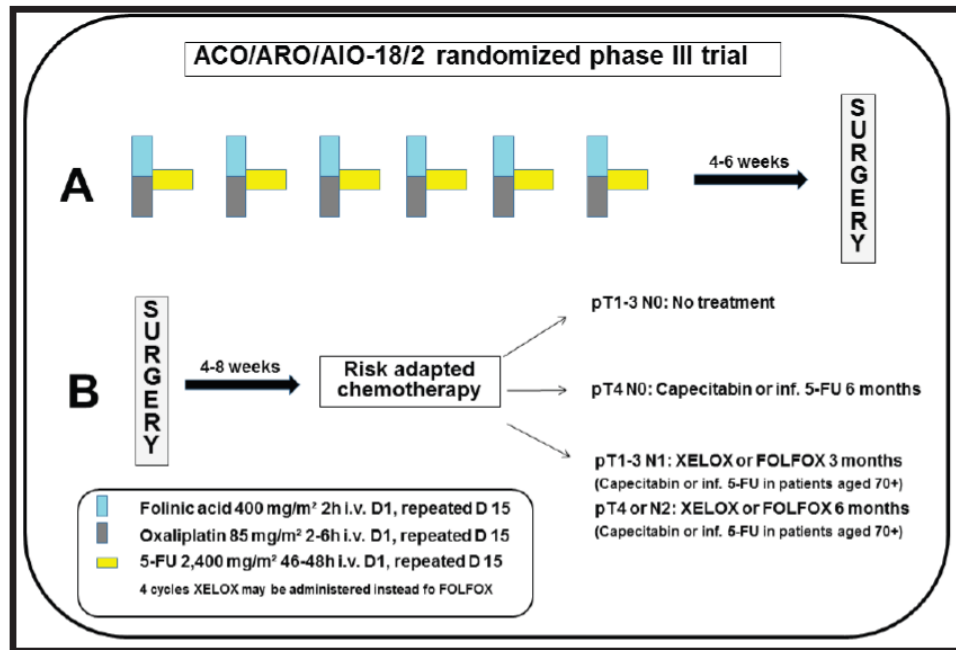 ACO/ARO/AIO-18/2 randomized phase III trial
A
4-6 weeks
SURGERY
B
SURGERY
4-8 weeks
Risk adapted
chemotherapy
pT1-3 N0: No treatment
pT4 N0: Capecitabin or inf. 5-FU 6 months
pT1-3 N1: XELOX or FOLFOX 3 months
(Capecitabin or inf. 5-FU in patients aged 70+)
pT4 or N2: XELOX or FOLFOX 6 months
(Capecitabin or inf. 5-FU in patients aged 70+)
Folinic acid 400 mg/m² 2h i.v. D1, repeated D 15
Oxaliplatin 85 mg/m² 2-6h i.v. D1, repeated D 15
5-FU 2,400 mg/m² 46-48h i.v. D1, repeated D 15
4 cycles XELOX may be administered instead fo FOLFOX